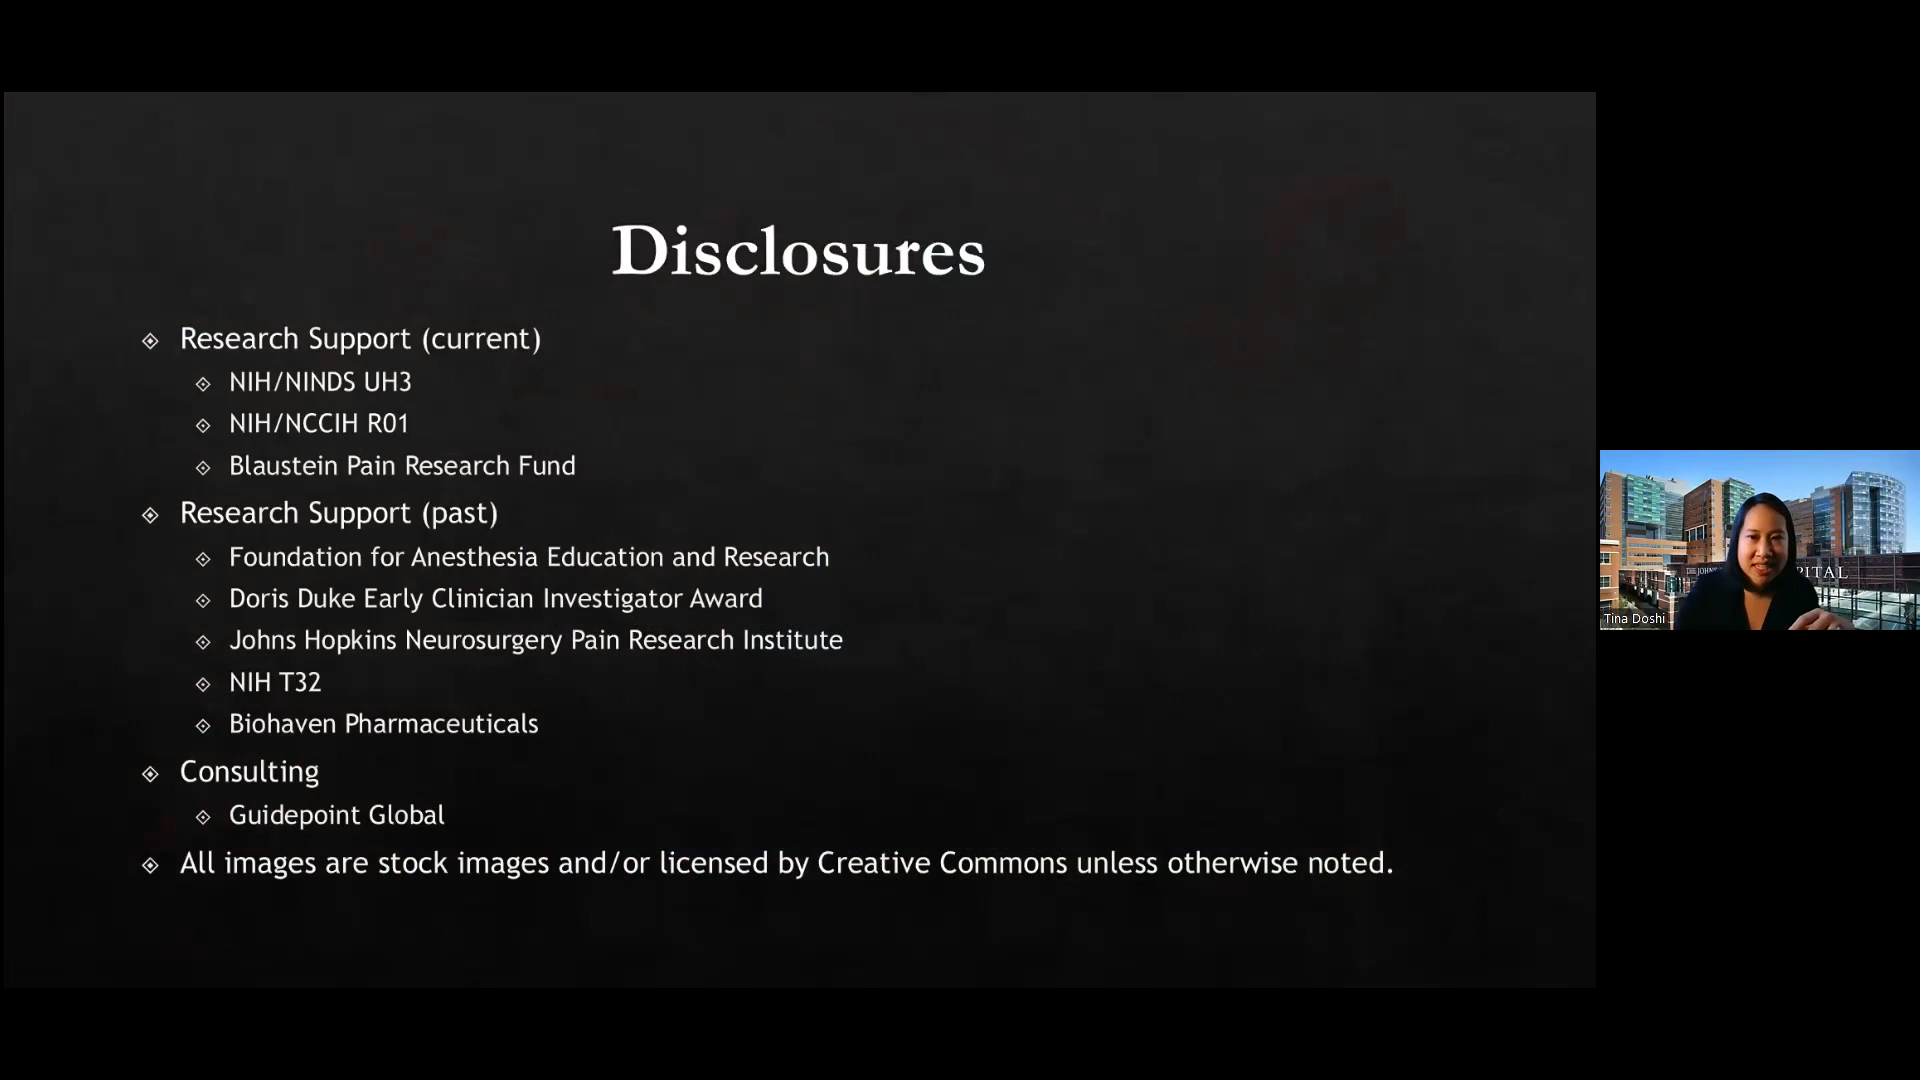 Disclosures
Research Support (current)
NIH/NINDS UH3
NIH/NCCIH R01
Blaustein Pain Research Fund
Research Support (past)
Foundation for Anesthesia Education and Research
Doris Duke Early Clinician Investigator Award
Johns Hopkins Neurosurgery Pain Research Institute
NIH T32
Biohaven Pharmaceuticals
Consulting
Guidepoint Global
All images are stock images and/or licensed by Creative Commons unless otherwise noted.
THE JOHNS
PITAL
Tina Doshi